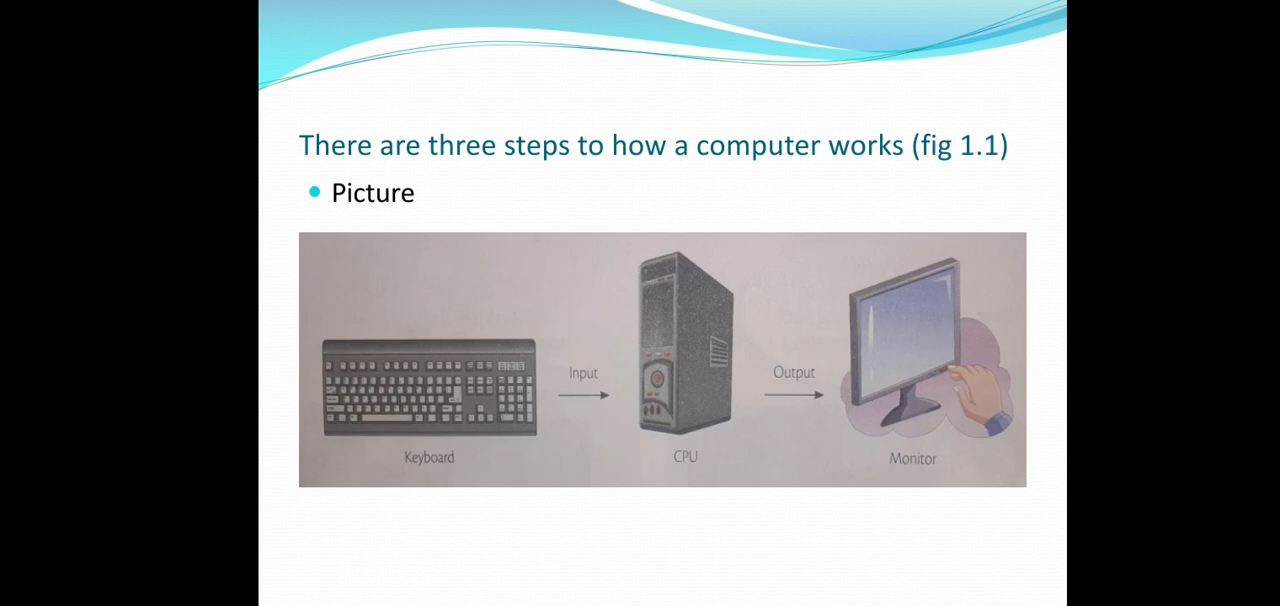 There are three steps to how a computer works (fig 1.1)
Picture
Input
Output
Keyboard
CPU
Monitor